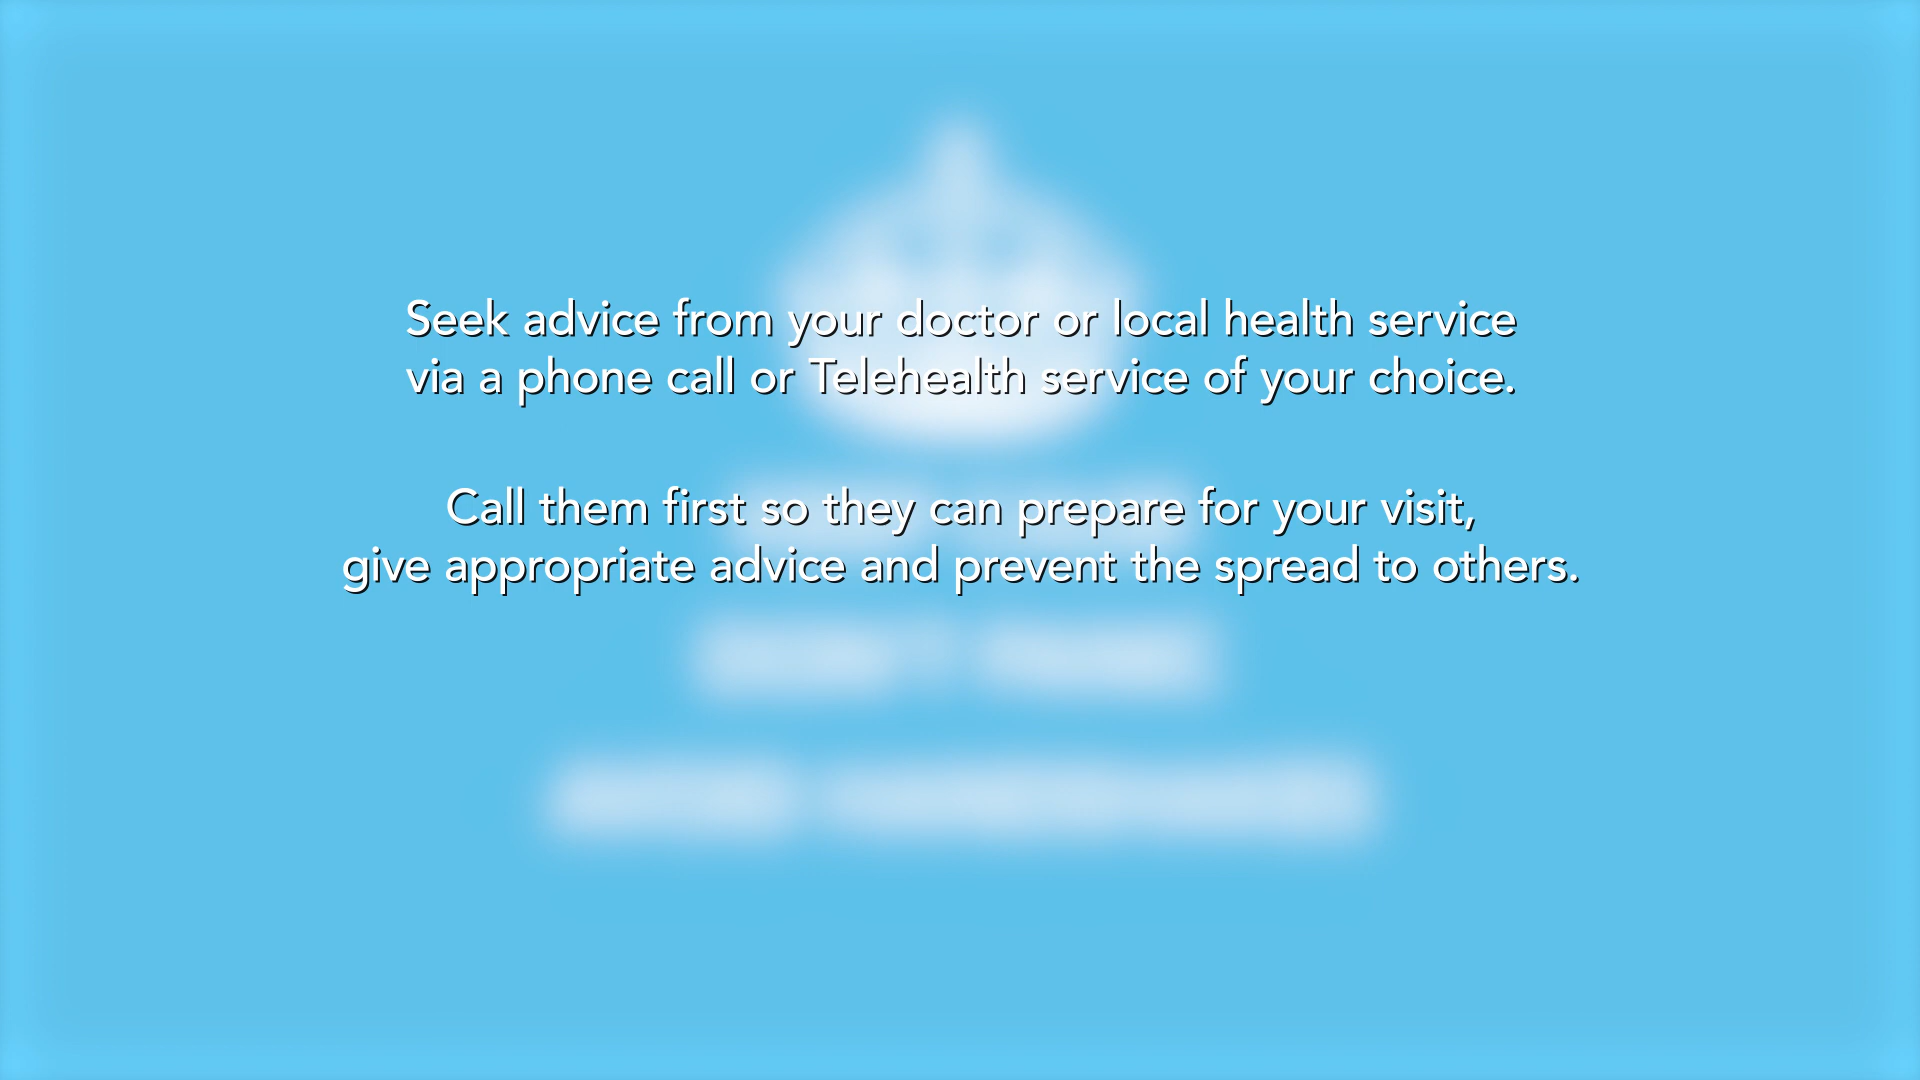 Seek advice from your doctor or local health service
via a phone call or Telehealth service of your choice.
Call them first so they can prepare for your visit,
give appropriate advice and prevent the spread to others.